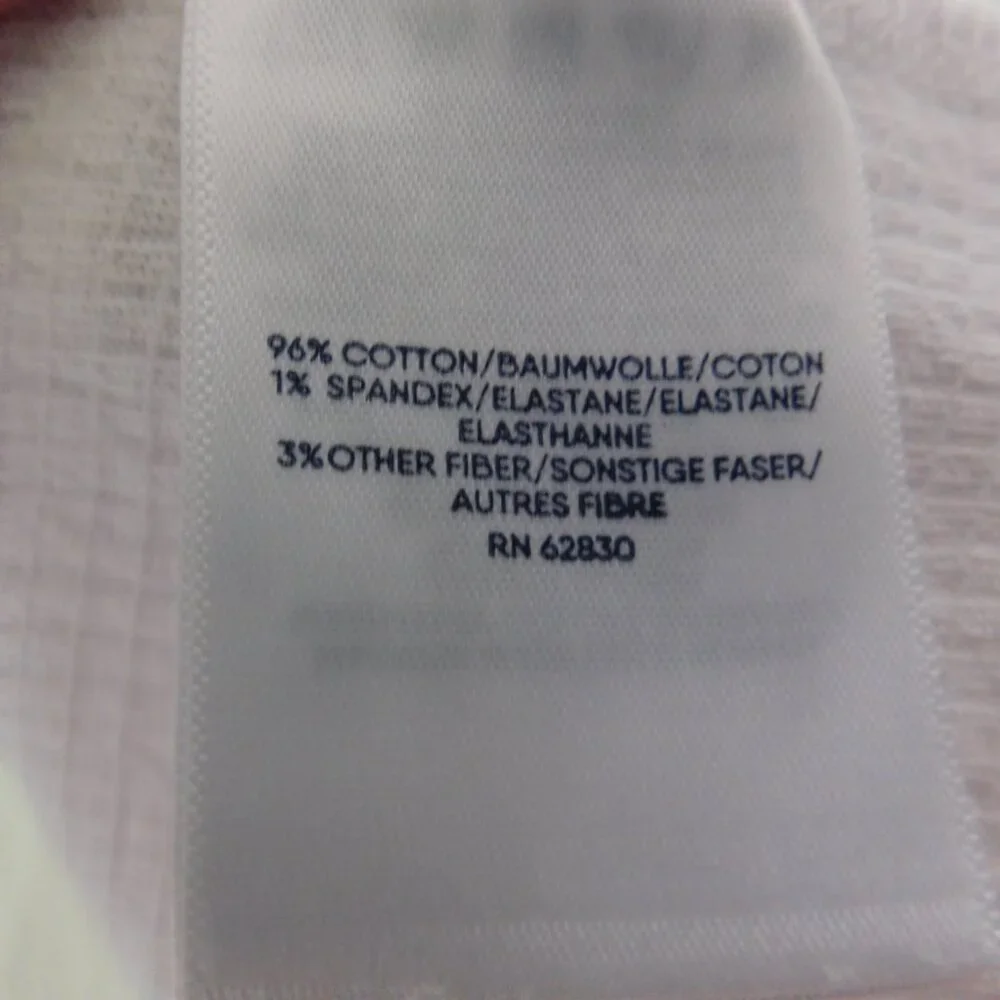 96% COTTON/BAUMWOLLE/COTON
1% SPANDEX/ELASTANE/ELASTANE/
ELASTHANNE
3%OTHER FIBER/SONSTIGE FASER/
AUTRES FIBRE
RN 62830